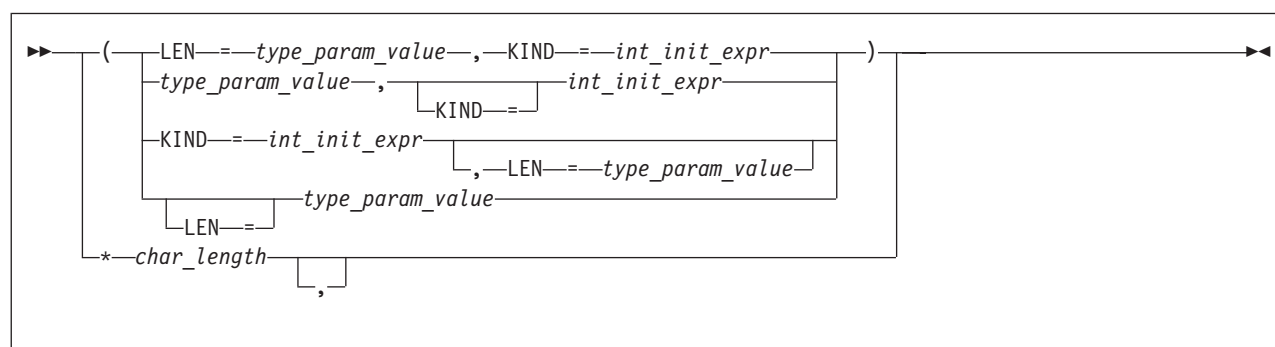 ( LEN = type_param_value , KIND = int_init_expr )
type_param_value , int_init_expr
KIND =
KIND = int_init_expr
, LEN = type_param_value
type_param_value
LEN =
* char_length
,